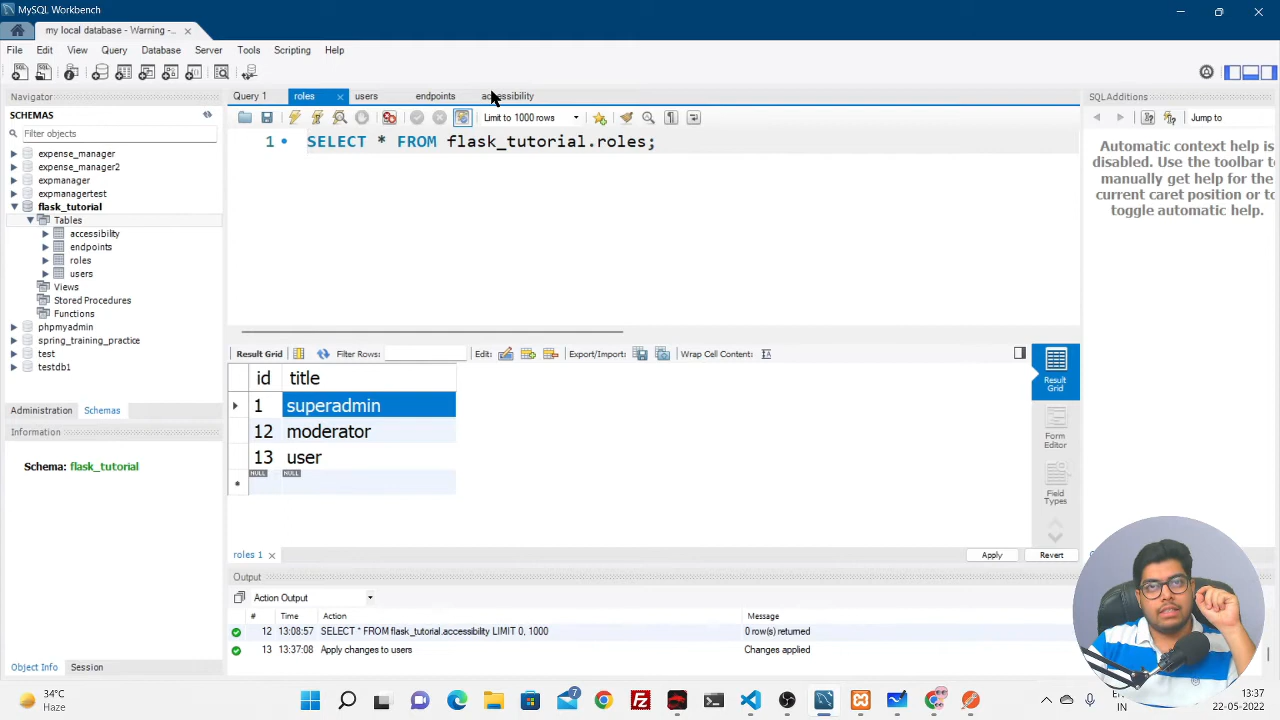 MySQL Workbench
my local database - Warning -...
File Edit View Query Database Server Tools Scripting Help
Navigator
SCHEMAS
Filter objects
expense_manager
expense_manager2
expmanager
expmanagertest
flask_tutorial
Tables
accessibility
endpoints
roles
users
Views
Stored Procedures
Functions
phpmyadmin
spring_training_practice
test
testdb1
Administration Schemas
Information
Schema: flask_tutorial
Object Info Session
Query 1 roles users endpoints accessibility
Limit to 1000 rows
1 SELECT * FROM flask_tutorial.roles;
Result Grid Filter Rows: Edit: Export/Import: Wrap Cell Content:
id title
1 superadmin
12 moderator
13 user
NULL NULL
Result Grid
Form Editor
Field Types
roles 1 Apply Revert
Output
Action Output
# Time Action Message
12 13:08:57 SELECT * FROM flask_tutorial.accessibility LIMIT 0, 1000 0 row(s) returned
13 13:37:08 Apply changes to users Changes applied
SQLAdditions
Jump to
Automatic context help is
disabled. Use the toolbar to
manually get help for the
current caret position or to
toggle automatic help.
34°C
Haze
7
IN
13:37
22-05-2022